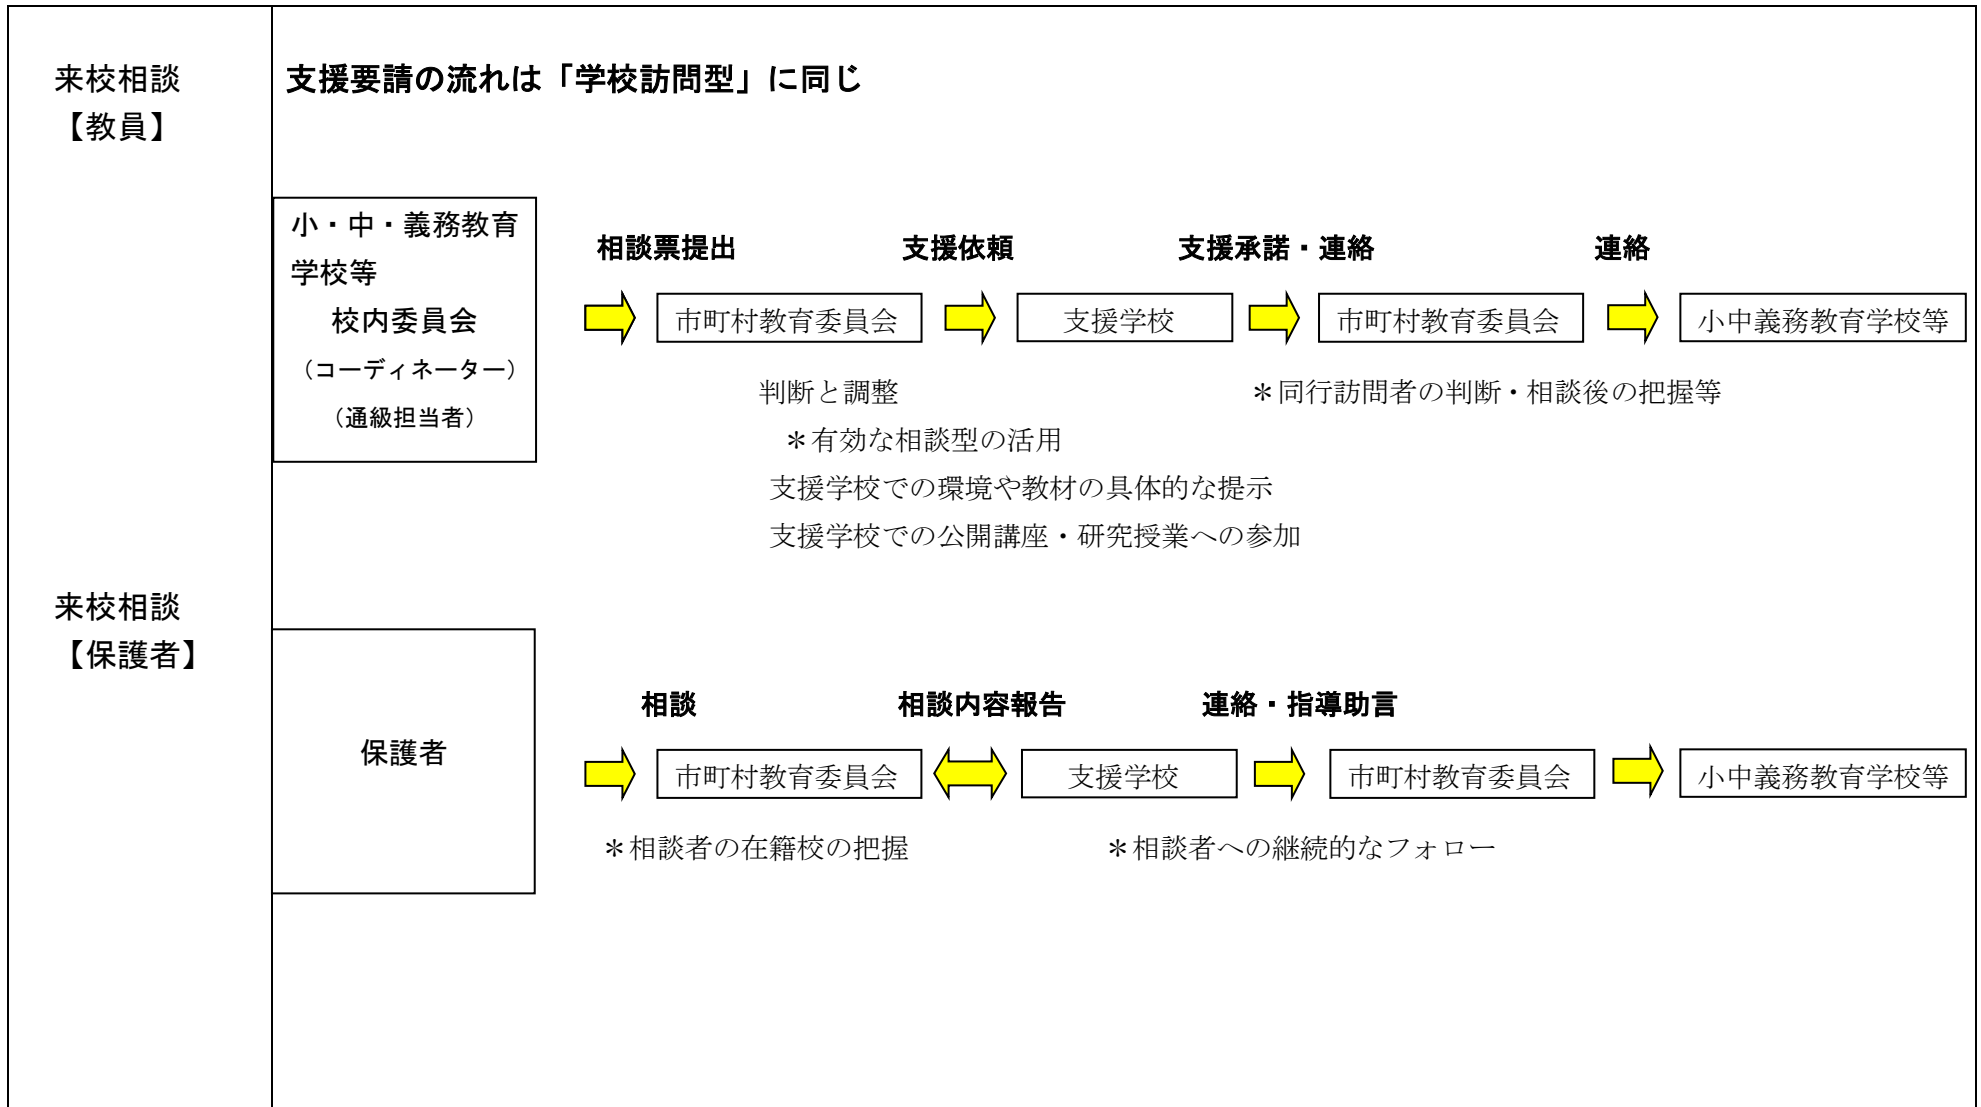 来校相談
【教員】
支援要請の流れは「学校訪問型」に同じ
小・中・義務教育
学校等
校内委員会
（コーディネーター）
（通級担当者）
相談票提出
支援依頼
支援承諾・連絡
連絡
市町村教育委員会
支援学校
市町村教育委員会
小中義務教育学校等
判断と調整
＊同行訪問者の判断・相談後の把握等
＊有効な相談型の活用
支援学校での環境や教材の具体的な提示
支援学校での公開講座・研究授業への参加
来校相談
【保護者】
保護者
相談
相談内容報告
連絡・指導助言
市町村教育委員会
支援学校
市町村教育委員会
小中義務教育学校等
＊相談者の在籍校の把握
＊相談者への継続的なフォロー